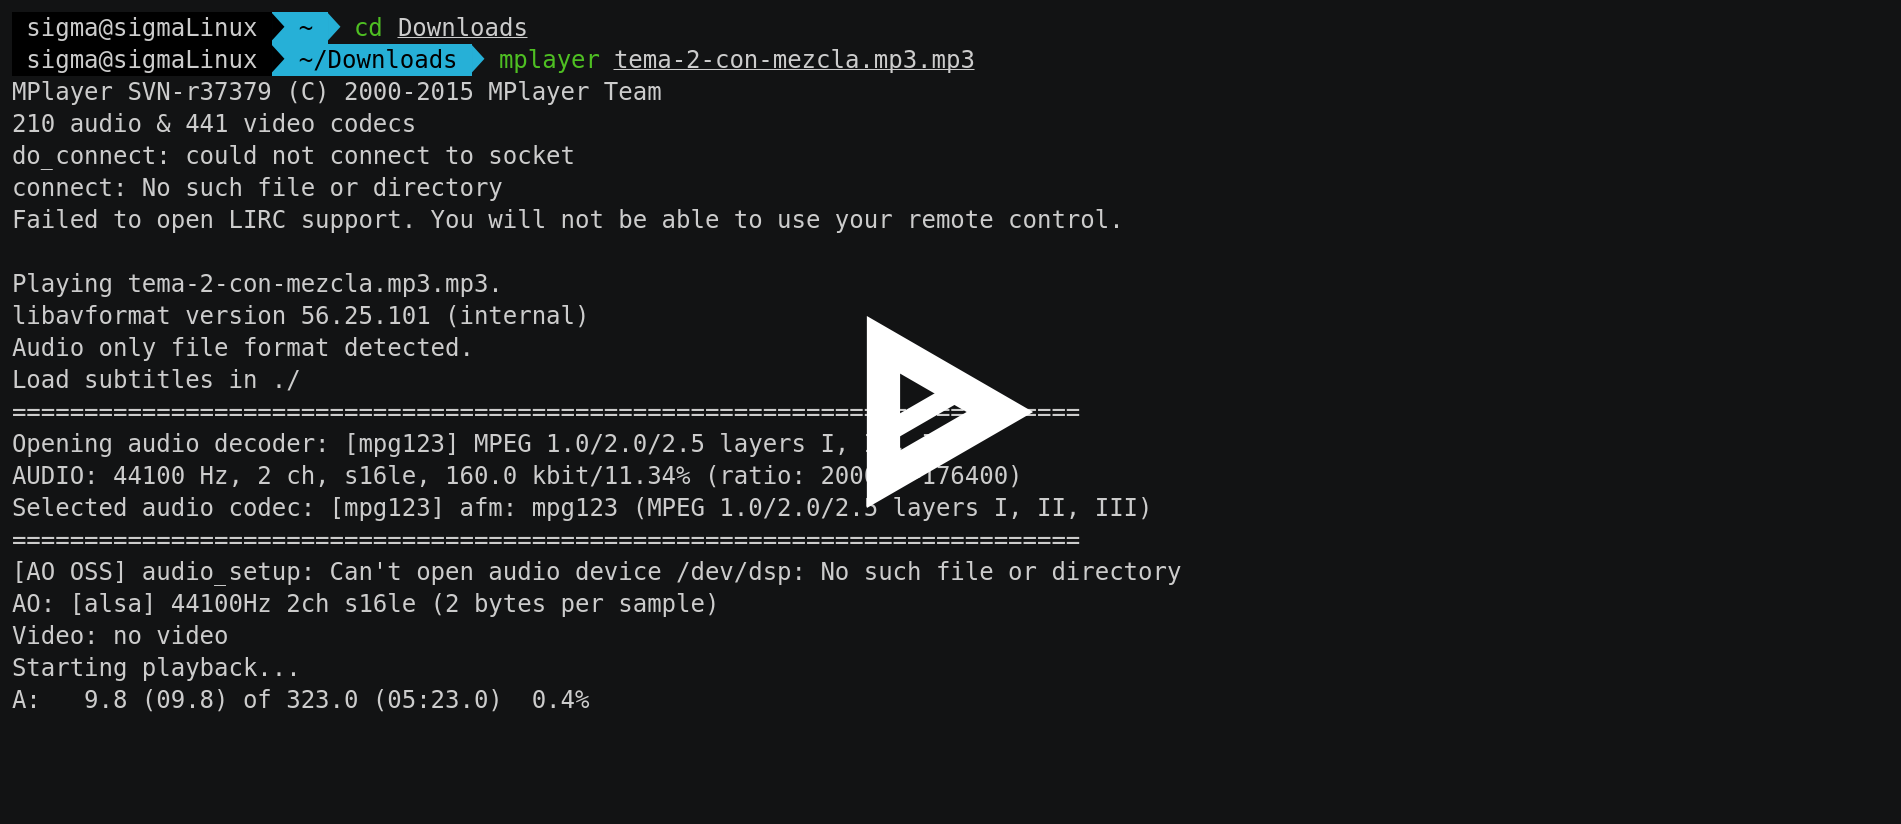 sigma@sigmaLinux ~ cd Downloads
sigma@sigmaLinux ~/Downloads mplayer tema-2-con-mezcla.mp3.mp3
MPlayer SVN-r37379 (C) 2000-2015 MPlayer Team
210 audio & 441 video codecs
do_connect: could not connect to socket
connect: No such file or directory
Failed to open LIRC support. You will not be able to use your remote control.
Playing tema-2-con-mezcla.mp3.mp3.
libavformat version 56.25.101 (internal)
Audio only file format detected.
Load subtitles in ./
==========================================================================
Opening audio decoder: [mpg123] MPEG 1.0/2.0/2.5 layers I,
AUDIO: 44100 Hz, 2 ch, s16le, 160.0 kbit/11.34% (ratio: 176400)
Selected audio codec: [mpg123] afm: mpg123 (MPEG 1.0/2.0/2.5 layers I, II, III)
==========================================================================
[AO OSS] audio_setup: Can't open audio device /dev/dsp: No such file or directory
AO: [alsa] 44100Hz 2ch s16le (2 bytes per sample)
Video: no video
Starting playback...
A:   9.8 (09.8) of 323.0 (05:23.0)  0.4%